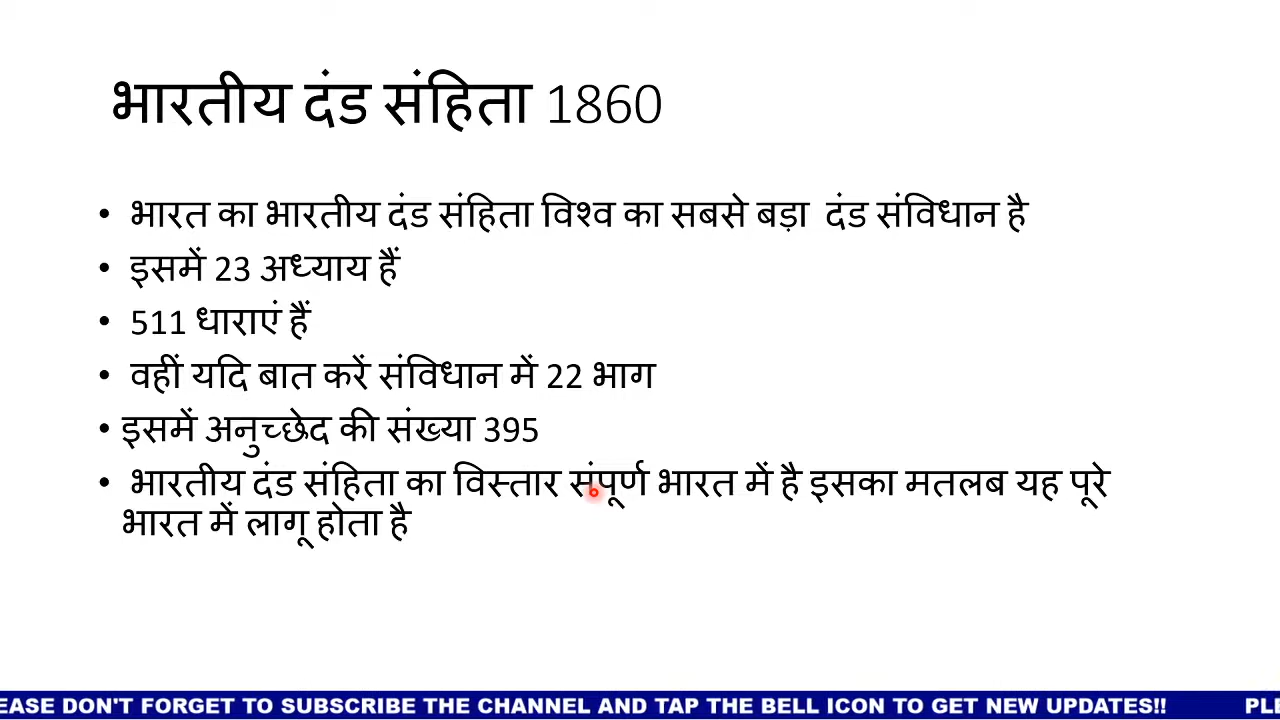 भारतीय दंड संहिता 1860
• भारत का भारतीय दंड संहिता विश्व का सबसे बड़ा दंड संविधान है
• इसमें 23 अध्याय हैं
• 511 धाराएं हैं
• वहीं यदि बात करें संविधान में 22 भाग
• इसमें अनुच्छेद की संख्या 395
• भारतीय दंड संहिता का विस्तार संपूर्ण भारत में है इसका मतलब यह पूरे
भारत में लागू होता है
EASE DON'T FORGET TO SUBSCRIBE THE CHANNEL AND TAP THE BELL ICON TO GET NEW UPDATES!! PLE